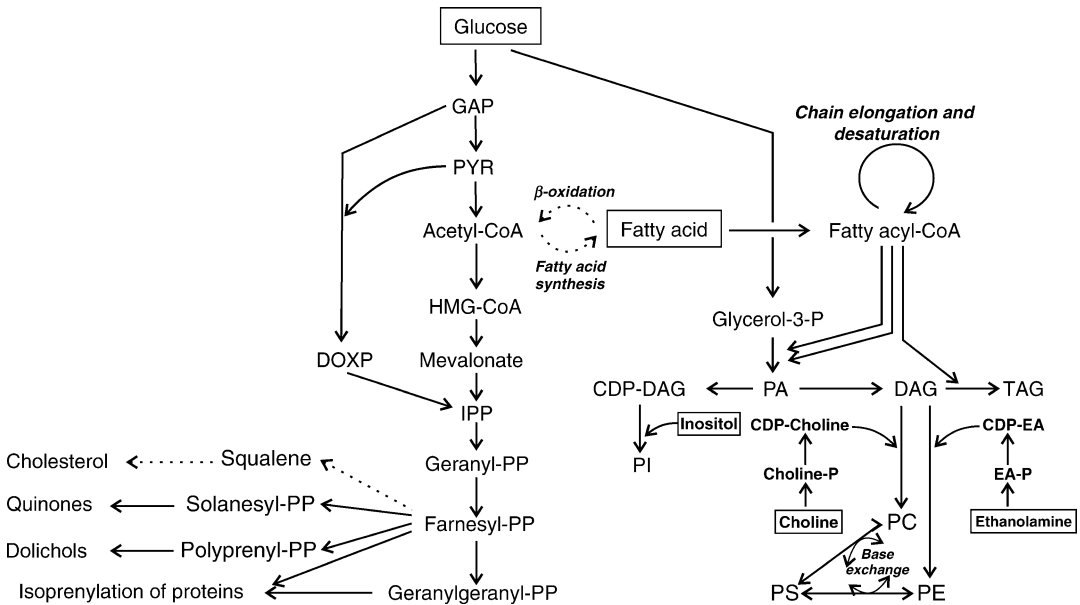 Glucose
GAP
Chain elongation and
desaturation
PYR
β-oxidation
Acetyl-CoA
Fatty acid
Fatty acyl-CoA
Fatty acid
synthesis
HMG-CoA
Glycerol-3-P
DOXP
Mevalonate
CDP-DAG
PA
DAG
TAG
IPP
Inositol
CDP-Choline
CDP-EA
Cholesterol
Squalene
Geranyl-PP
PI
Choline-P
EA-P
Quinones
Solanesyl-PP
Farnesyl-PP
Choline
PC
Ethanolamine
Dolichols
Polyprenyl-PP
Base
exchange
Isoprenylation of proteins
Geranylgeranyl-PP
PS
PE